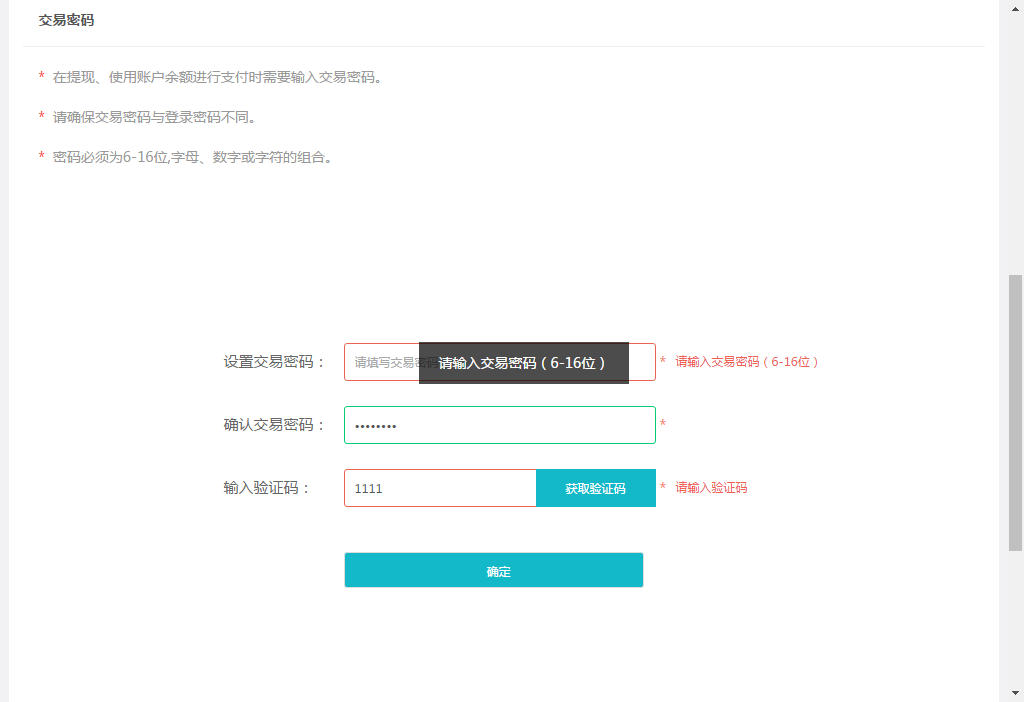 交易密码
* 在提现、使用账户余额进行支付时需要输入交易密码。
* 请确保交易密码与登录密码不同。
* 密码必须为6-16位,字母、数字或字符的组合。
设置交易密码： 请填写交易密 请输入交易密码（6-16位） * 请输入交易密码（6-16位）
确认交易密码： •••••••• *
输入验证码： 1111 获取验证码 * 请输入验证码
确定